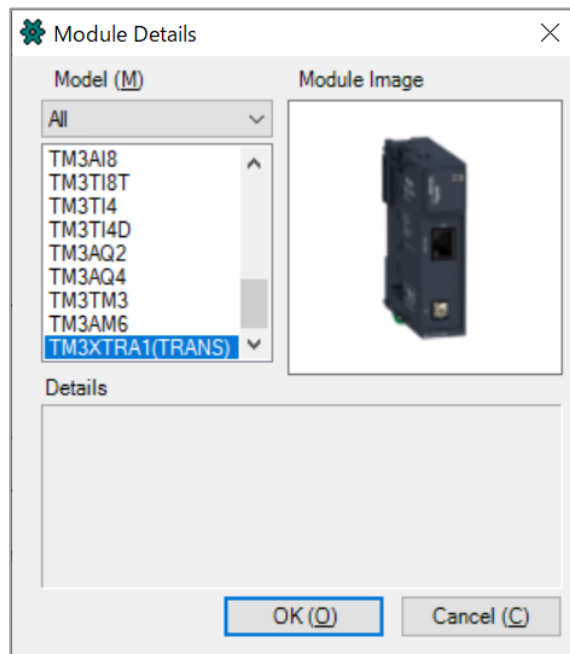 Module Details
Model (M)
Module Image
All
TM3AI8
TM3TI8T
TM3TI4
TM3TI4D
TM3AQ2
TM3AQ4
TM3TM3
TM3AM6
TM3XTRA1(TRANS)
Details
OK (O)
Cancel (C)